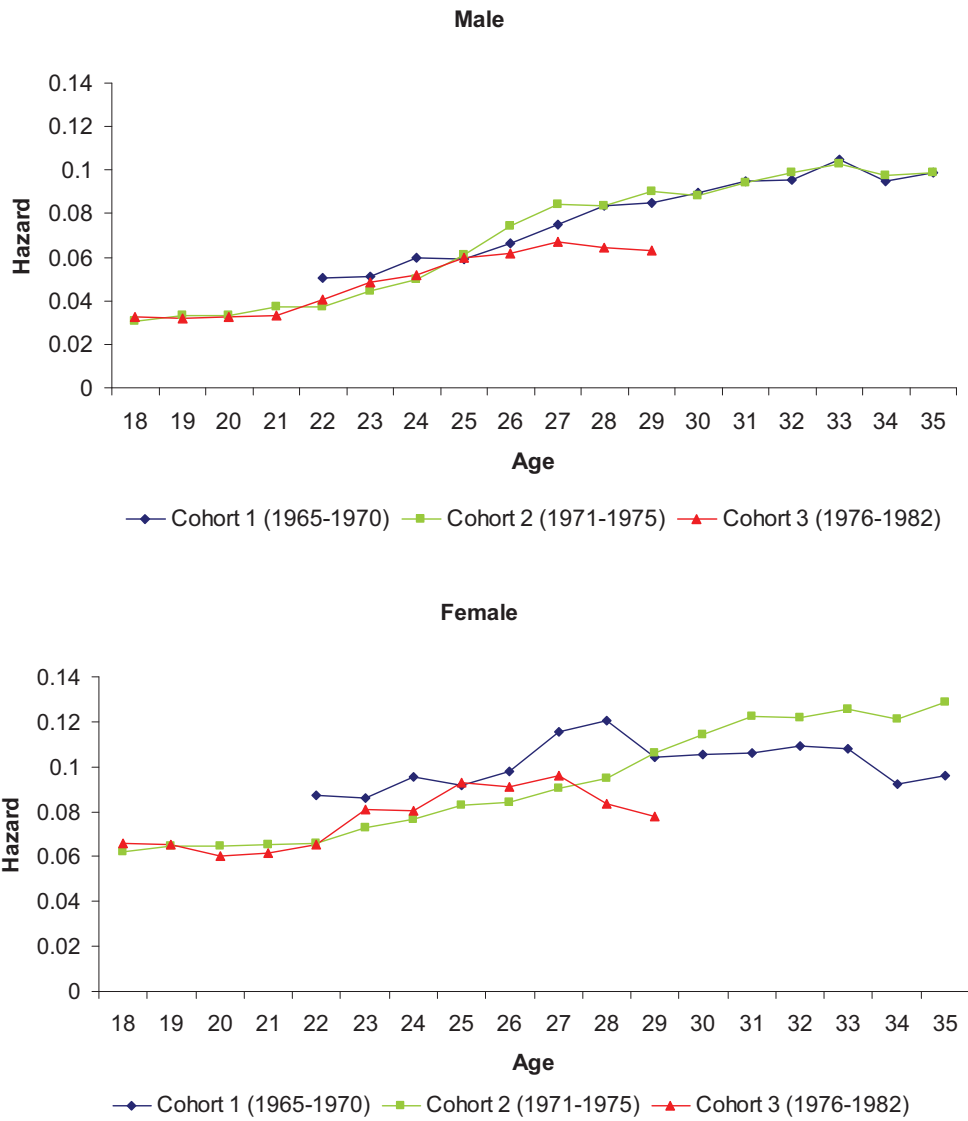 Male
0.14
0.12
0.1
0.08
0.06
0.04
0.02
0
Hazard
18 19 20 21 22 23 24 25 26 27 28 29 30 31 32 33 34 35
Age
Cohort 1 (1965-1970) Cohort 2 (1971-1975) Cohort 3 (1976-1982)
Female
0.14
0.12
0.1
0.08
0.06
0.04
0.02
0
Hazard
18 19 20 21 22 23 24 25 26 27 28 29 30 31 32 33 34 35
Age
Cohort 1 (1965-1970) Cohort 2 (1971-1975) Cohort 3 (1976-1982)